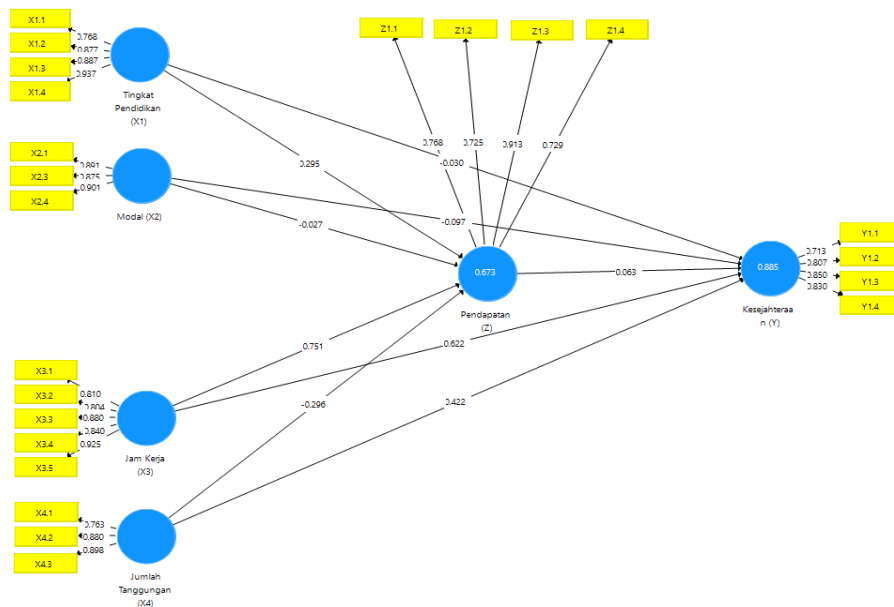 X1.1
X1.2
X1.3
X1.4
0.768
0.877
0.887
0.937
Tingkat
Pendidikan
(X1)
X2.1
X2.3
X2.4
0.891
0.875
0.901
Modal (X2)
X3.1
X3.2
X3.3
X3.4
X3.5
0.810
0.804
0.880
0.840
0.925
Jam Kerja
(X3)
X4.1
X4.2
X4.3
0.763
0.880
0.898
Jumlah
Tanggungan
(X4)
Z1.1
Z1.2
Z1.3
Z1.4
0.768
0.725
0.913
0.729
0.295
-0.030
-0.027
-0.097
0.751
0.622
-0.296
0.422
0.673
Pendapatan
(Z)
0.063
0.885
Kesejahteraa
n (Y)
0.713
0.807
0.850
0.830
Y1.1
Y1.2
Y1.3
Y1.4